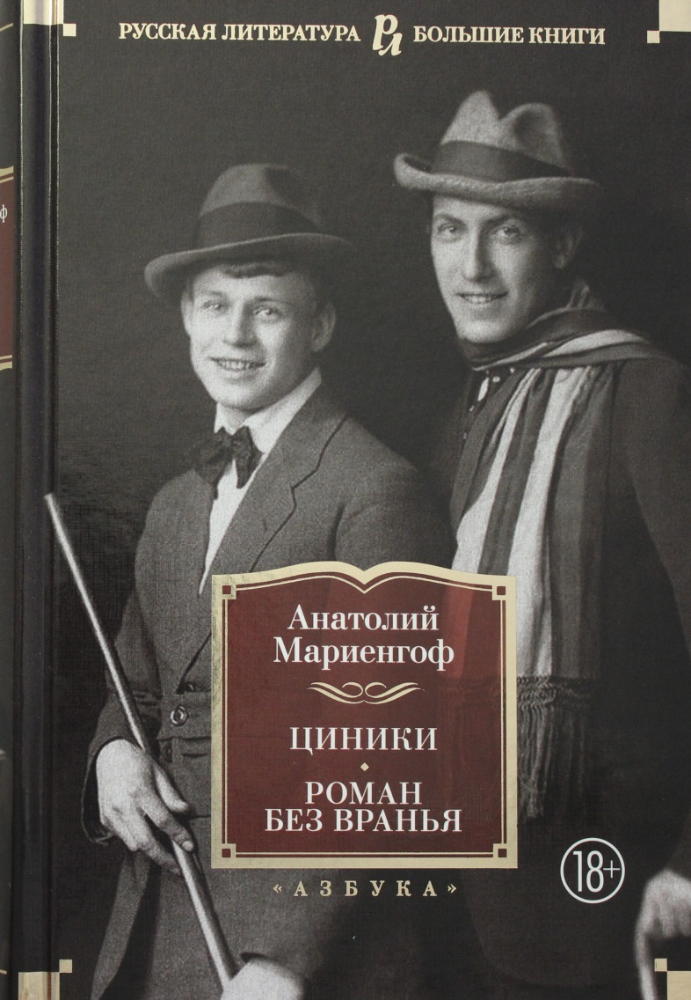 РУССКАЯ ЛИТЕРАТУРА РЛ БОЛЬШИЕ КНИГИ
ф
Анатолий
Мариенгоф
ЦИНИКИ
РОМАН
БЕЗ ВРАНЬЯ
18+
«АЗБУКА»